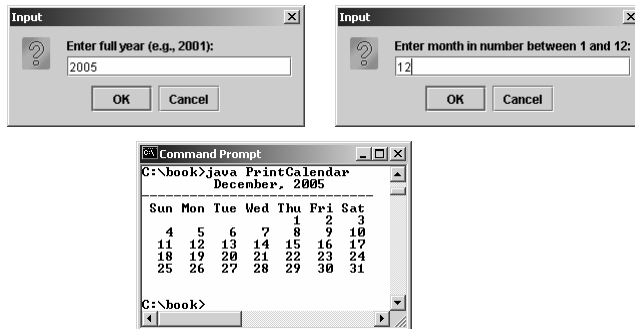 Input
Enter full year (e.g., 2001):
2005
OK Cancel
Input
Enter month in number between 1 and 12:
12
OK Cancel
Command Prompt
C:\book>java PrintCalendar
December, 2005
-----------------------------
Sun Mon Tue Wed Thu Fri Sat
1 2 3
4 5 6 7 8 9 10
11 12 13 14 15 16 17
18 19 20 21 22 23 24
25 26 27 28 29 30 31
C:\book>